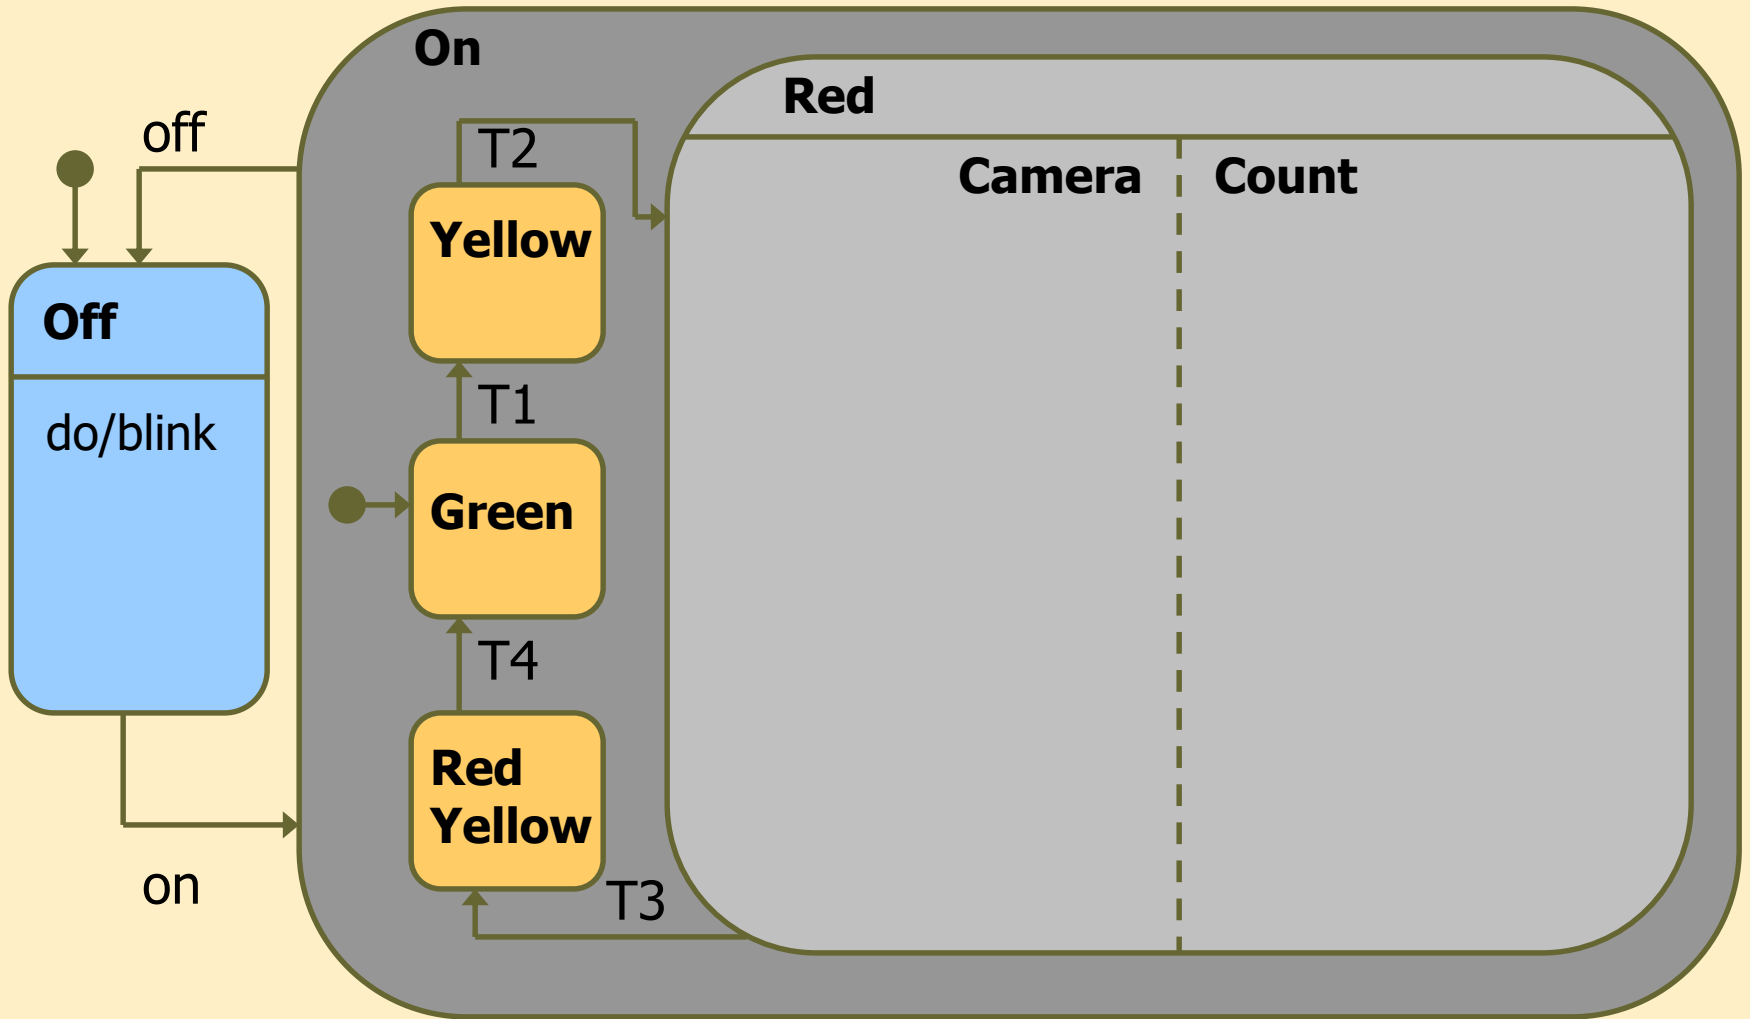 On
Red
off
T2
Camera
Count
Yellow
Off
T1
do/blink
Green
T4
Red
Yellow
on
T3